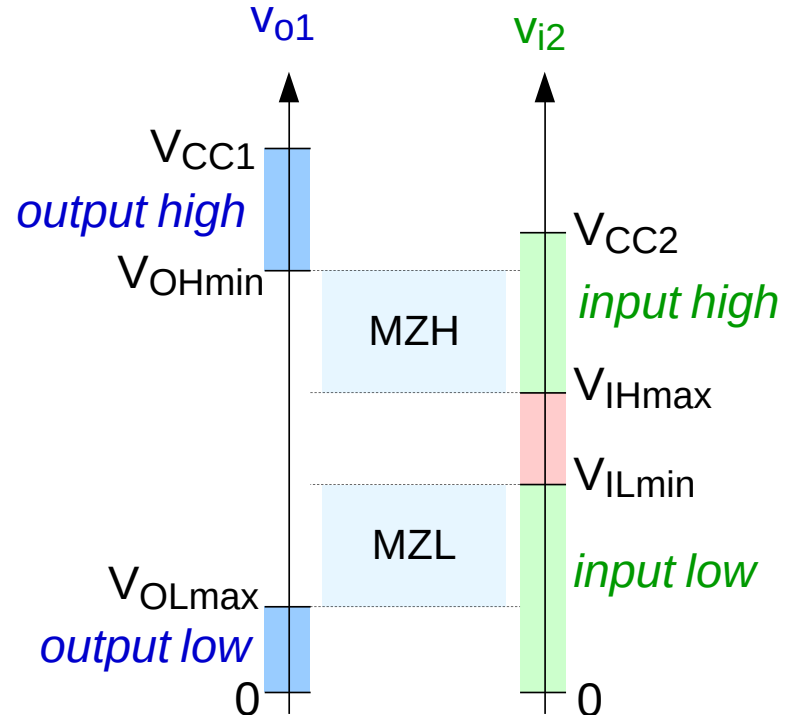 vo1
vi2
VCC1
output high
VCC2
VOHmin
input high
MZH
VIHmax
VILmin
MZL
input low
VOLmax
output low
0
0